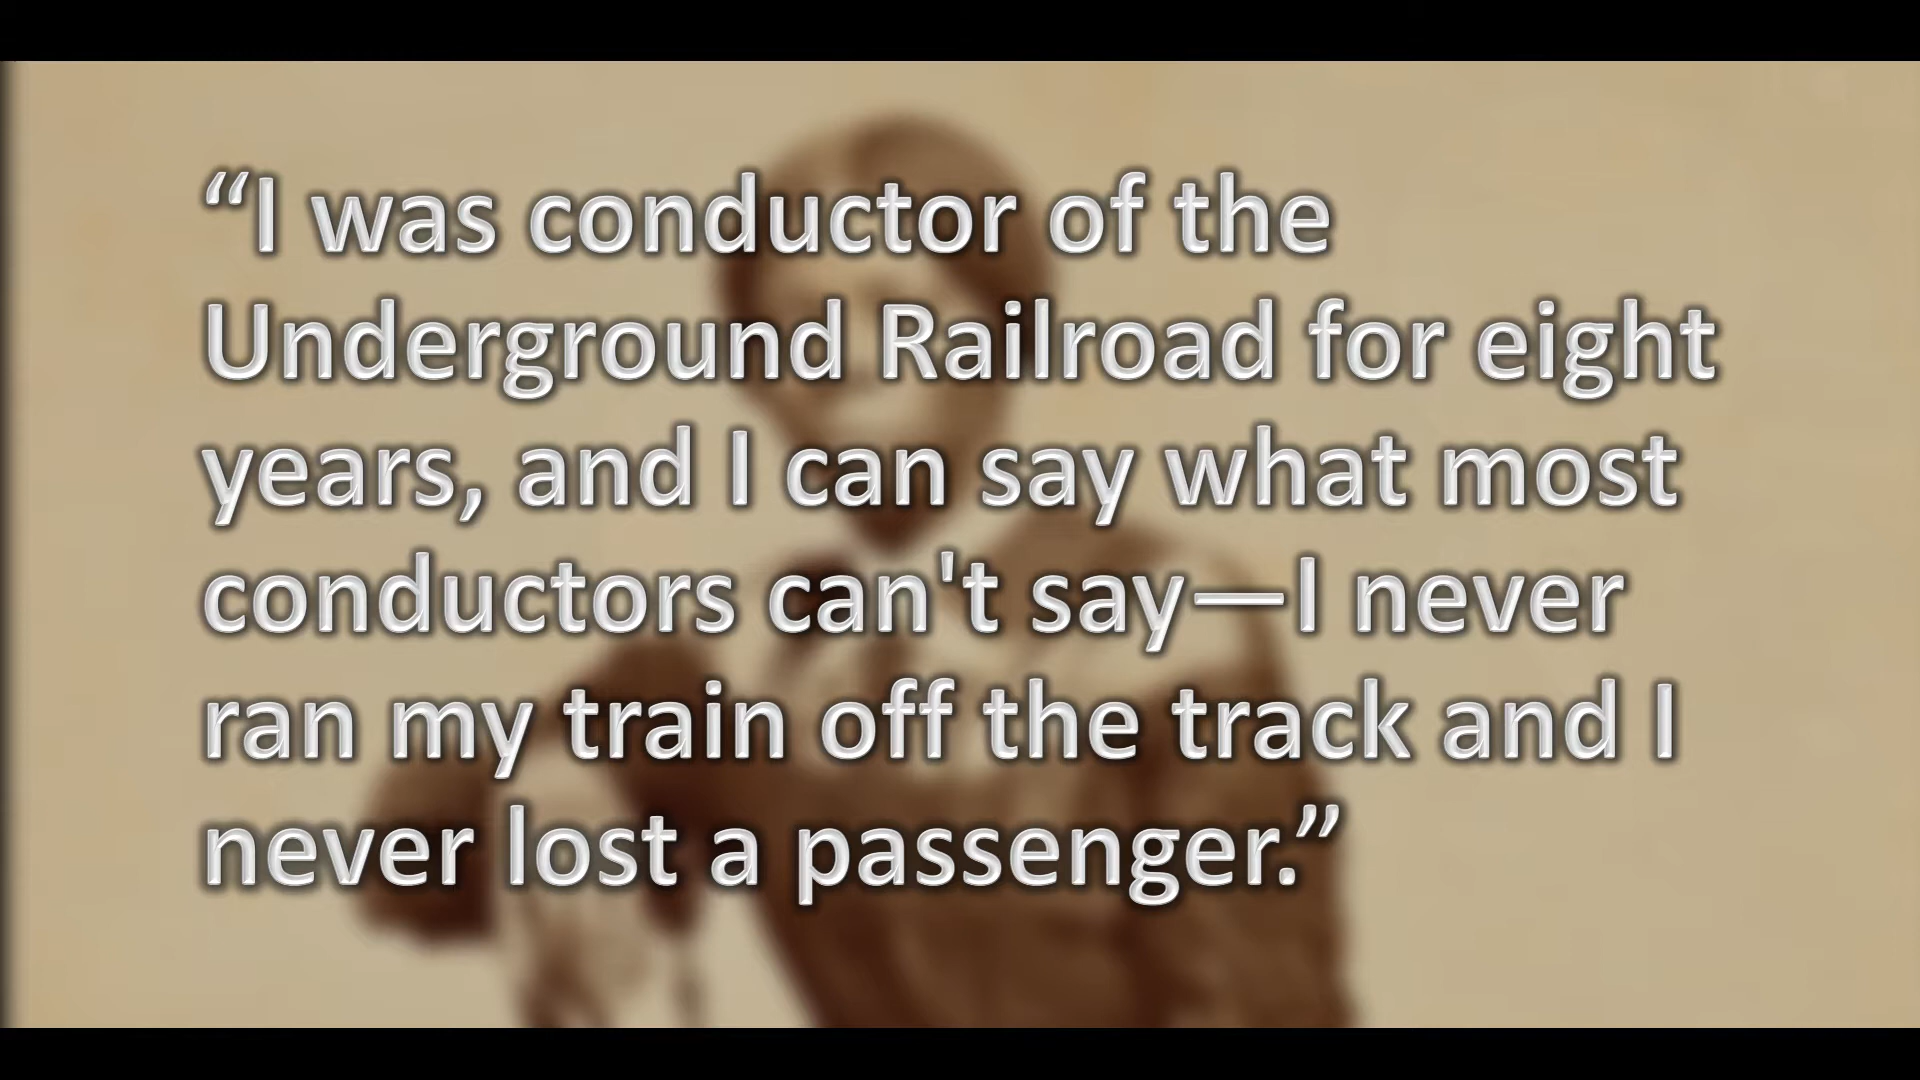 “I was conductor of the
Underground Railroad for eight
years, and I can say what most
conductors can't say—I never
ran my train off the track and I
never lost a passenger.”